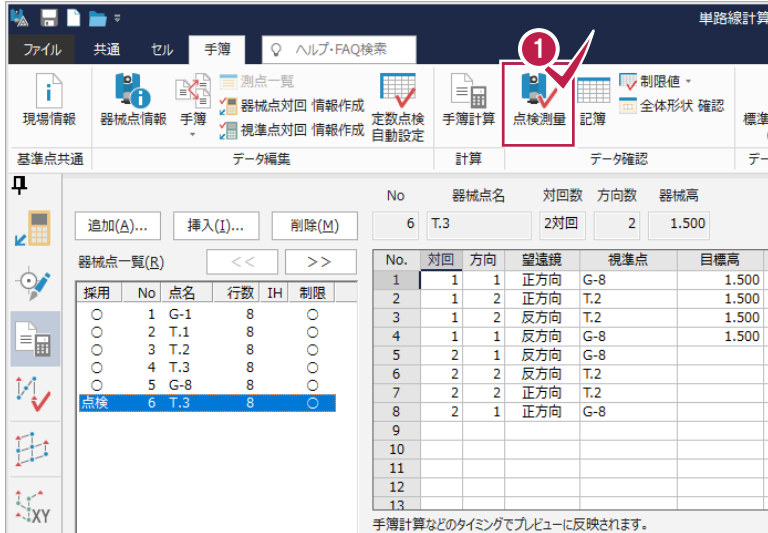 単路線計算
ファイル 共通 セル 手簿 ヘルプ・FAQ検索
1
現場情報 器械点情報 手簿 測点一覧 器械点対回 情報作成 視準点対回 情報作成 定数点検 自動設定 手簿計算 点検測量 記簿 制限値 全体形状 確認 標準
基準点共通 データ編集 計算 データ確認 デー
No 器械点名 対回数 方向数 器械高
追加(A)... 挿入(I)... 削除(M) 6 T.3 2対回 2 1.500
器械点一覧(R) << >>
No. 対回 方向 望遠鏡 視準点 目標高
1 1 1 正方向 G-8 1.500
2 1 2 正方向 T.2 1.500
3 1 2 反方向 T.2 1.500
4 1 1 反方向 G-8 1.500
5 2 1 反方向 G-8
6 2 2 反方向 T.2
7 2 2 正方向 T.2
8 2 1 正方向 G-8
9
10
11
12
13
採用 No 点名 行数 IH 制限
○ 1 G-1 8 ○
○ 2 T.1 8 ○
○ 3 T.2 8 ○
○ 4 T.3 8 ○
○ 5 G-8 8 ○
点検 6 T.3 8 ○
XY
手簿計算などのタイミングでプレビューに反映されます。